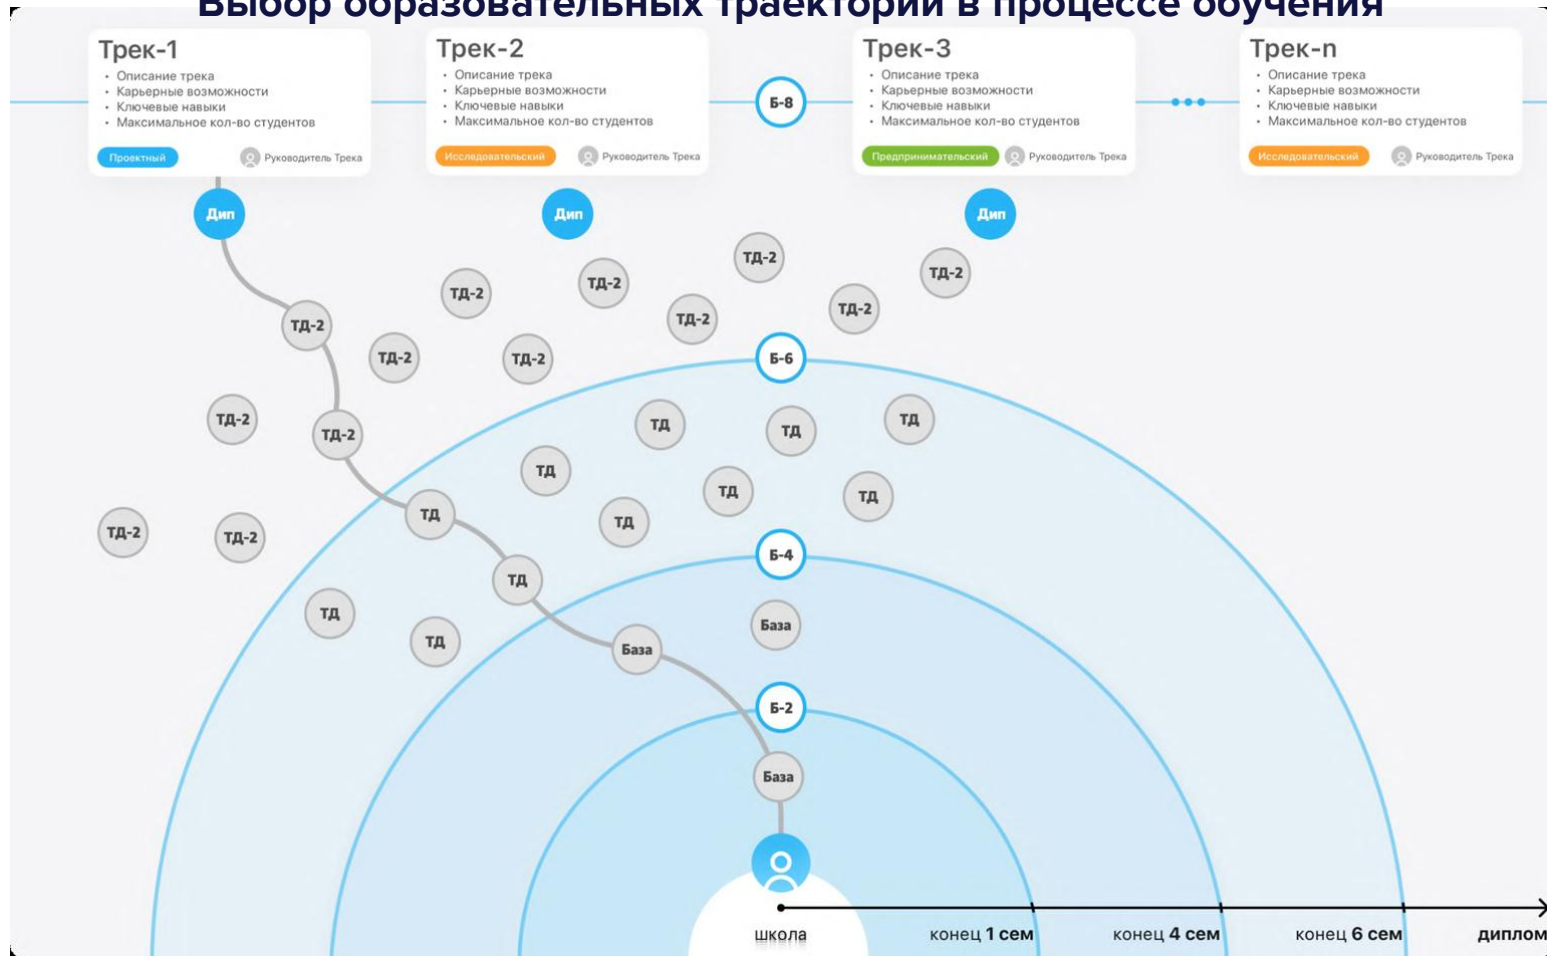 Выбор образовательных траекторий в процессе обучения
Трек-1
• Описание трека
• Карьерные возможности
• Ключевые навыки
• Максимальное кол-во студентов
Проектный
Руководитель Трека
Трек-2
• Описание трека
• Карьерные возможности
• Ключевые навыки
• Максимальное кол-во студентов
Исследовательский
Руководитель Трека
Б-8
Трек-3
• Описание трека
• Карьерные возможности
• Ключевые навыки
• Максимальное кол-во студентов
Предпринимательский
Руководитель Трека
Трек-n
• Описание трека
• Карьерные возможности
• Ключевые навыки
• Максимальное кол-во студентов
Исследовательский
Руководитель Трека
Дип
Дип
Дип
ТД-2
ТД-2
ТД-2
ТД-2
ТД-2
ТД-2
ТД-2
ТД-2
ТД-2
Б-6
ТД-2
ТД-2
ТД
ТД
ТД
ТД
ТД
ТД
ТД
ТД
ТД-2
ТД-2
ТД
Б-4
ТД
ТД
ТД
База
База
Б-2
База
школа
конец 1 сем
конец 4 сем
конец 6 сем
диплом